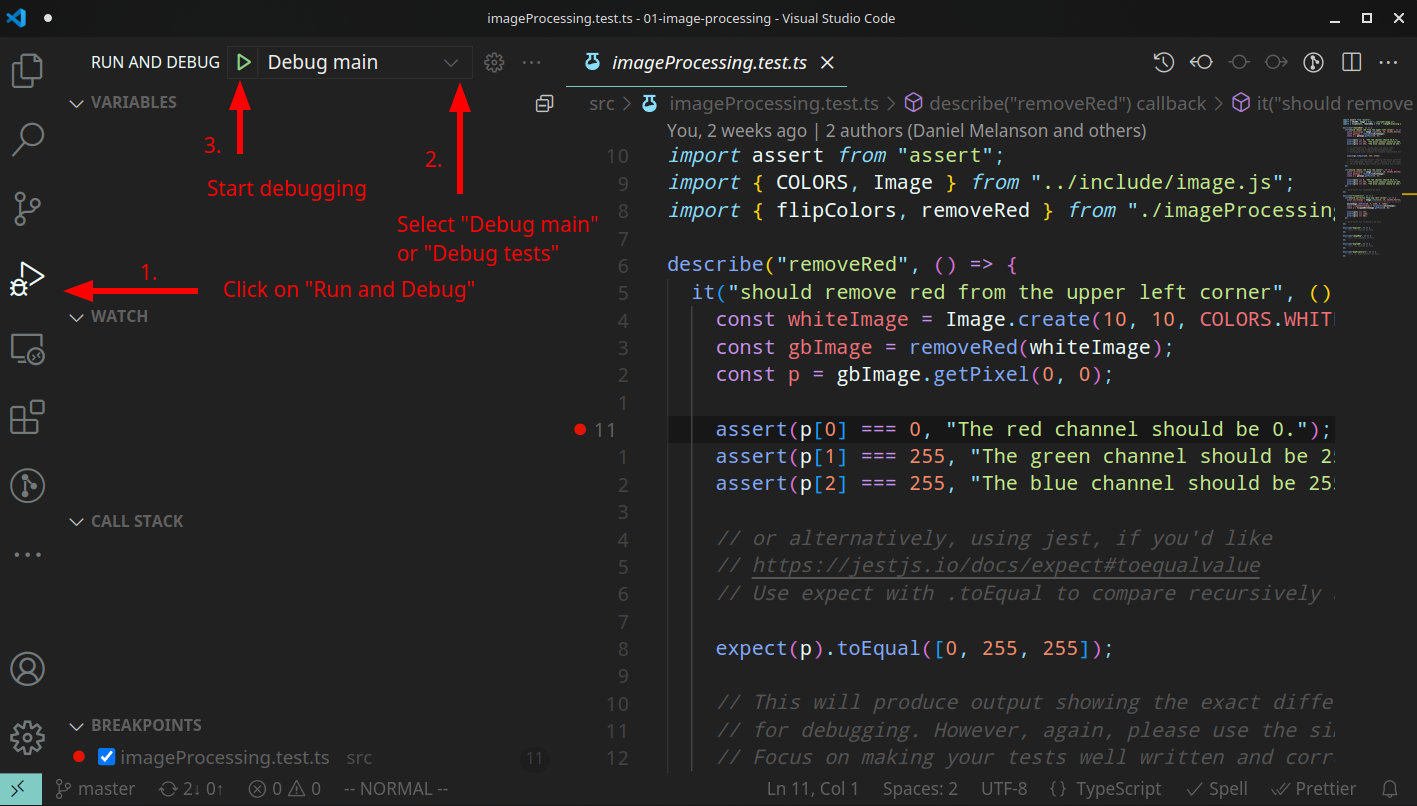 imageProcessing.test.ts - 01-image-processing - Visual Studio Code
RUN AND DEBUG
Debug main
VARIABLES
3.
Start debugging
2.
Select "Debug main"
or "Debug tests"
1.
Click on "Run and Debug"
WATCH
CALL STACK
BREAKPOINTS
imageProcessing.test.ts src 11
imageProcessing.test.ts
src > imageProcessing.test.ts > describe("removeRed") callback > it("should remove
You, 2 weeks ago | 2 authors (Daniel Melanson and others)
10 import assert from "assert";
9 import { COLORS, Image } from "../include/image.js";
8 import { flipColors, removeRed } from "./imageProcessing
7
6 describe("removeRed", () => {
5 it("should remove red from the upper left corner", ()
4 const whiteImage = Image.create(10, 10, COLORS.WHIT
3 const gbImage = removeRed(whiteImage);
2 const p = gbImage.getPixel(0, 0);
1
11 assert(p[0] === 0, "The red channel should be 0.");
1 assert(p[1] === 255, "The green channel should be 25
2 assert(p[2] === 255, "The blue channel should be 255
3
4 // or alternatively, using jest, if you'd like
5 // https://jestjs.io/docs/expect#toequalvalue
6 // Use expect with .toEqual to compare recursively
7
8 expect(p).toEqual([0, 255, 255]);
9
10 // This will produce output showing the exact diffe
11 // for debugging. However, again, please use the si
12 // Focus on making your tests well written and corr
master 2↓ 0↑ 0 0 -- NORMAL -- Ln 11, Col 1 Spaces: 2 UTF-8 {} TypeScript Spell Prettier